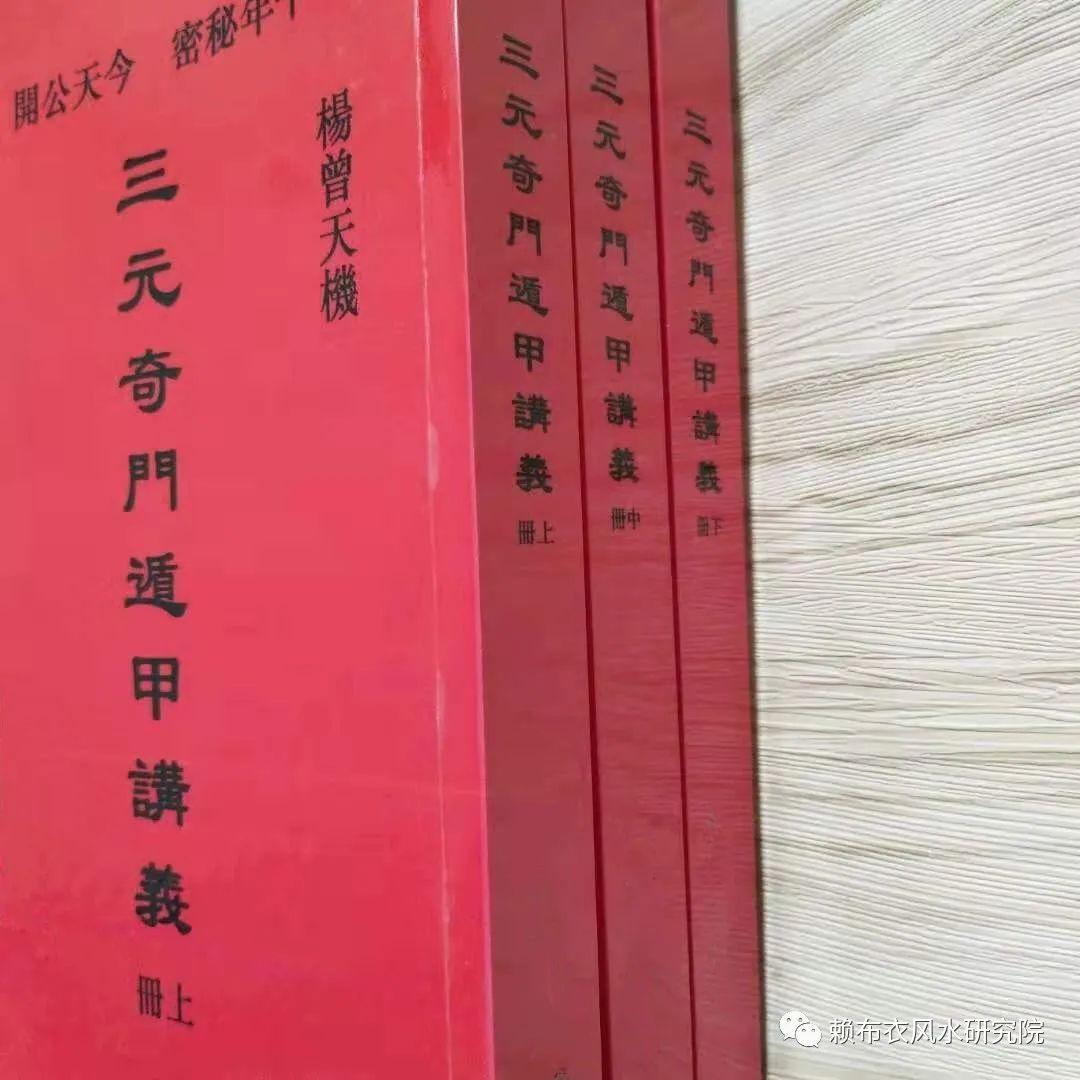 年秘密 今天公開
楊曾天機
三元奇門遁甲講義
上冊
三元奇門遁甲講義
上冊
三元奇門遁甲講義
中冊
三元奇門遁甲講義
下冊
赖布衣风水研究院